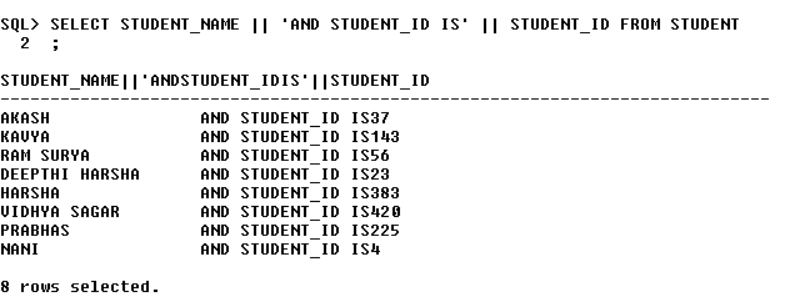 SQL> SELECT STUDENT_NAME || 'AND STUDENT_ID IS' || STUDENT_ID FROM STUDENT
2 ;
STUDENT_NAME||'ANDSTUDENT_IDIS'||STUDENT_ID
--------------------------------------------------------------------------------
AKASH AND STUDENT_ID IS37
KAVYA AND STUDENT_ID IS143
RAM SURYA AND STUDENT_ID IS56
DEEPTHI HARSHA AND STUDENT_ID IS23
HARSHA AND STUDENT_ID IS383
VIDHYA SAGAR AND STUDENT_ID IS420
PRABHAS AND STUDENT_ID IS225
NANI AND STUDENT_ID IS4
8 rows selected.